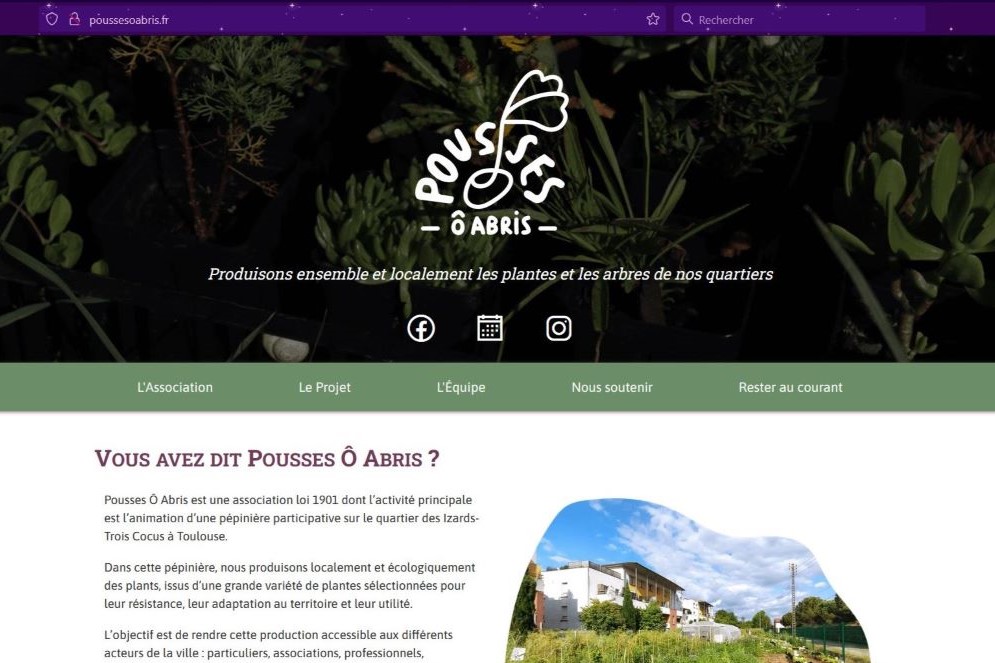 poussesoabris.fr
Rechercher
POUSSES
Ô ABRIS
Produisons ensemble et localement les plantes et les arbres de nos quartiers
L'Association
Le Projet
L'Équipe
Nous soutenir
Rester au courant
Vous avez dit Pousses Ô Abris ?
Pousses Ô Abris est une association loi 1901 dont l’activité principale
est l’animation d’une pépinière participative sur le quartier des Izards-
Trois Cocus à Toulouse.
Dans cette pépinière, nous produisons localement et écologiquement
des plants, issus d’une grande variété de plantes sélectionnées pour
leur résistance, leur adaptation au territoire et leur utilité.
L’objectif est de rendre cette production accessible aux différents
acteurs de la ville : particuliers, associations, professionnels,